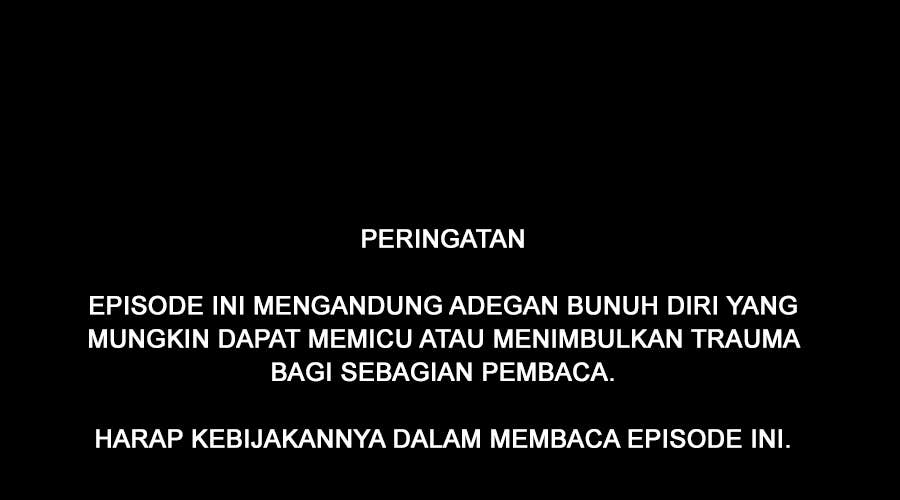 PERINGATAN
EPISODE INI MENGANDUNG ADEGAN BUNUH DIRI YANG
MUNGKIN DAPAT MEMICU ATAU MENIMBULKAN TRAUMA
BAGI SEBAGIAN PEMBACA.
HARAP KEBIJAKANNYA DALAM MEMBACA EPISODE INI.